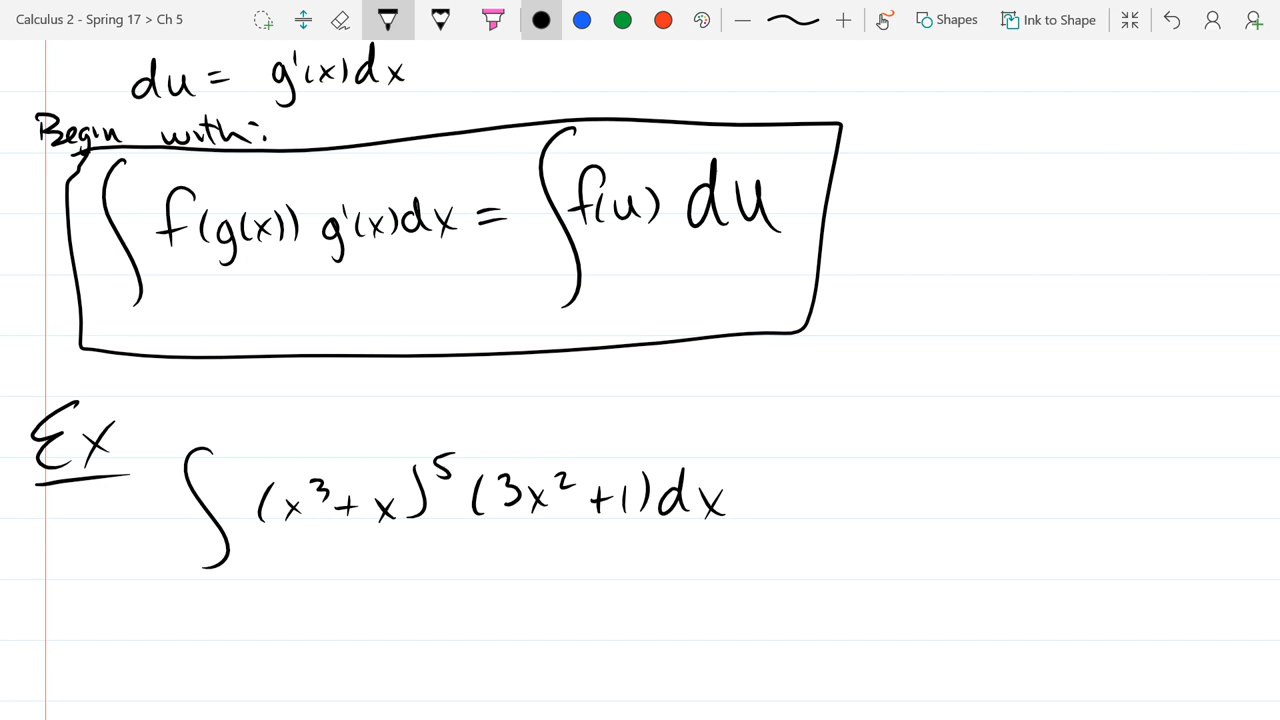 Calculus 2 - Spring 17 > Ch 5 Shapes Ink to Shape
du = g'(x)dx
Begin with:
∫ f(g(x)) g'(x)dx = ∫ f(u) du
Ex ∫ (x³+x)⁵ (3x²+1)dx